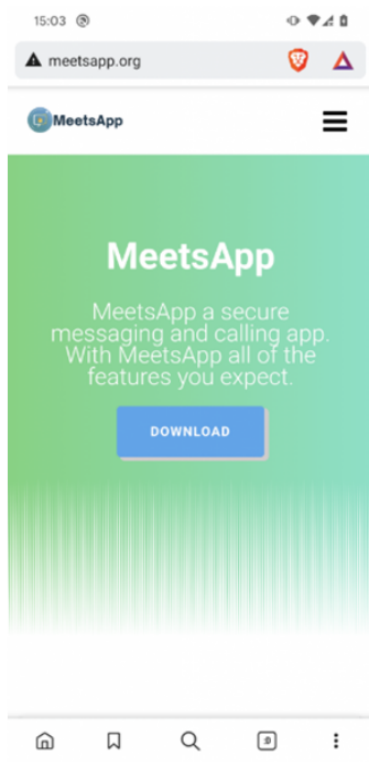 15:03
meetsapp.org
MeetsApp
MeetsApp
MeetsApp a secure
messaging and calling app.
With MeetsApp all of the
features you expect.
DOWNLOAD
:D